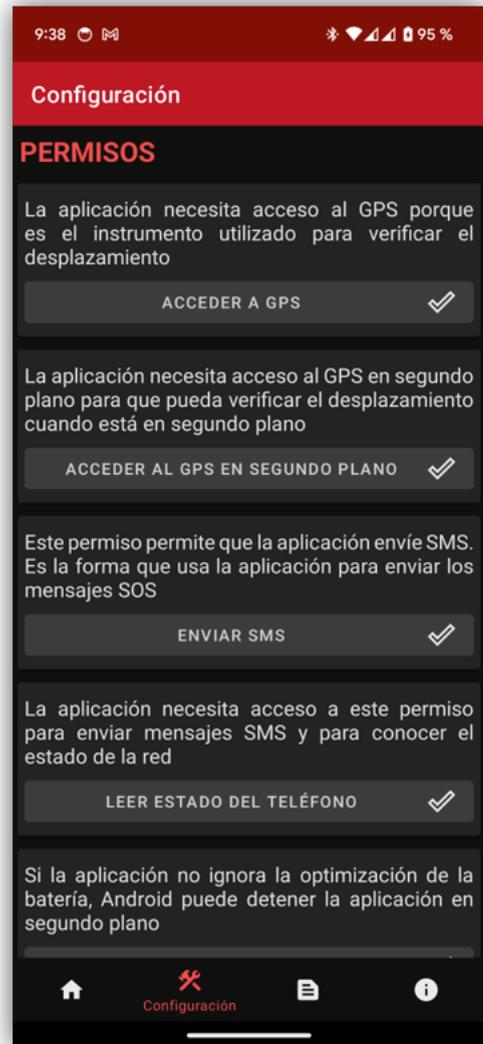 9:38 95 %
Configuración
PERMISOS
La aplicación necesita acceso al GPS porque
es el instrumento utilizado para verificar el
desplazamiento
ACCEDER A GPS
La aplicación necesita acceso al GPS en segundo
plano para que pueda verificar el desplazamiento
cuando está en segundo plano
ACCEDER AL GPS EN SEGUNDO PLANO
Este permiso permite que la aplicación envíe SMS.
Es la forma que usa la aplicación para enviar los
mensajes SOS
ENVIAR SMS
La aplicación necesita acceso a este permiso
para enviar mensajes SMS y para conocer el
estado de la red
LEER ESTADO DEL TELÉFONO
Si la aplicación no ignora la optimización de la
batería, Android puede detener la aplicación en
segundo plano
Configuración